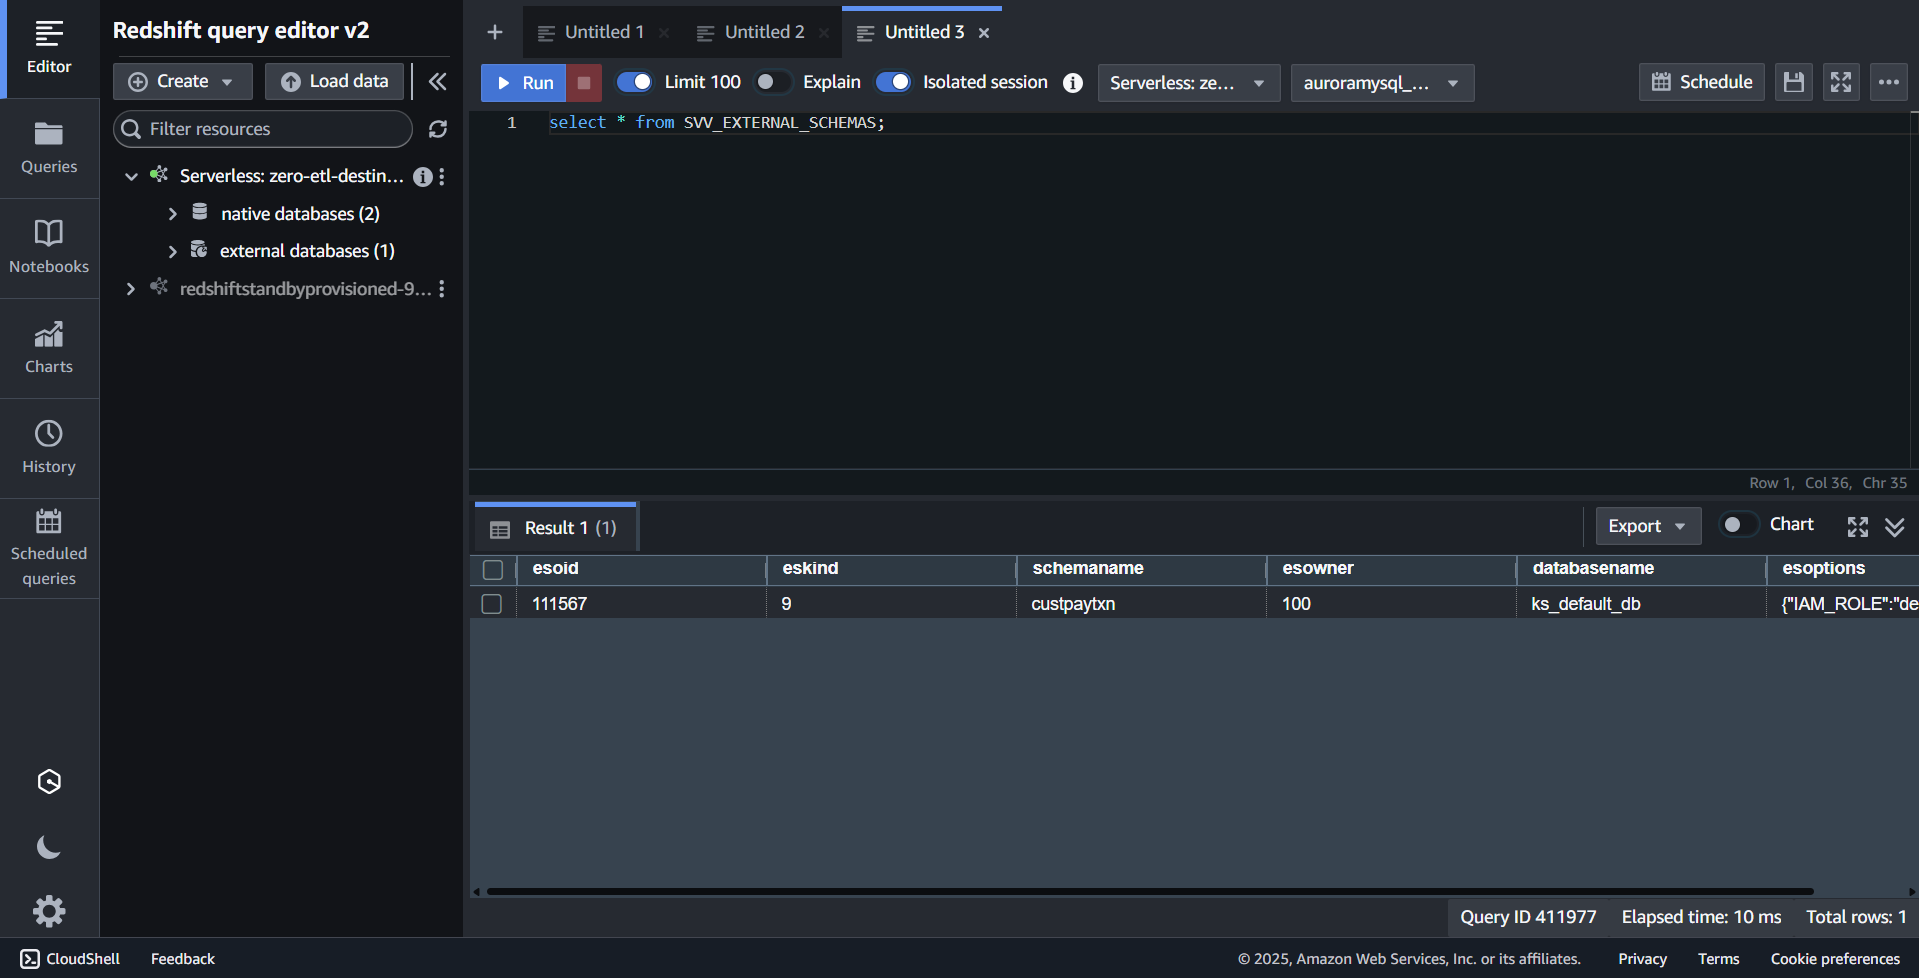 Editor
Queries
Notebooks
Charts
History
Scheduled
queries
Redshift query editor v2
Create
Load data
Filter resources
Serverless: zero-etl-destin...
native databases (2)
external databases (1)
redshiftstandbyprovisioned-9...
Untitled 1
Untitled 2
Untitled 3
Run
Limit 100
Explain
Isolated session
Serverless: ze...
auroramysql_...
Schedule
1 select * from SVV_EXTERNAL_SCHEMAS;
Row 1, Col 36, Chr 35
Result 1 (1)
Export
Chart
esoid eskind schemaname esowner databasename esoptions
111567 9 custpaytxn 100 ks_default_db {"IAM_ROLE":"de
Query ID 411977 Elapsed time: 10 ms Total rows: 1
CloudShell Feedback © 2025, Amazon Web Services, Inc. or its affiliates. Privacy Terms Cookie preferences